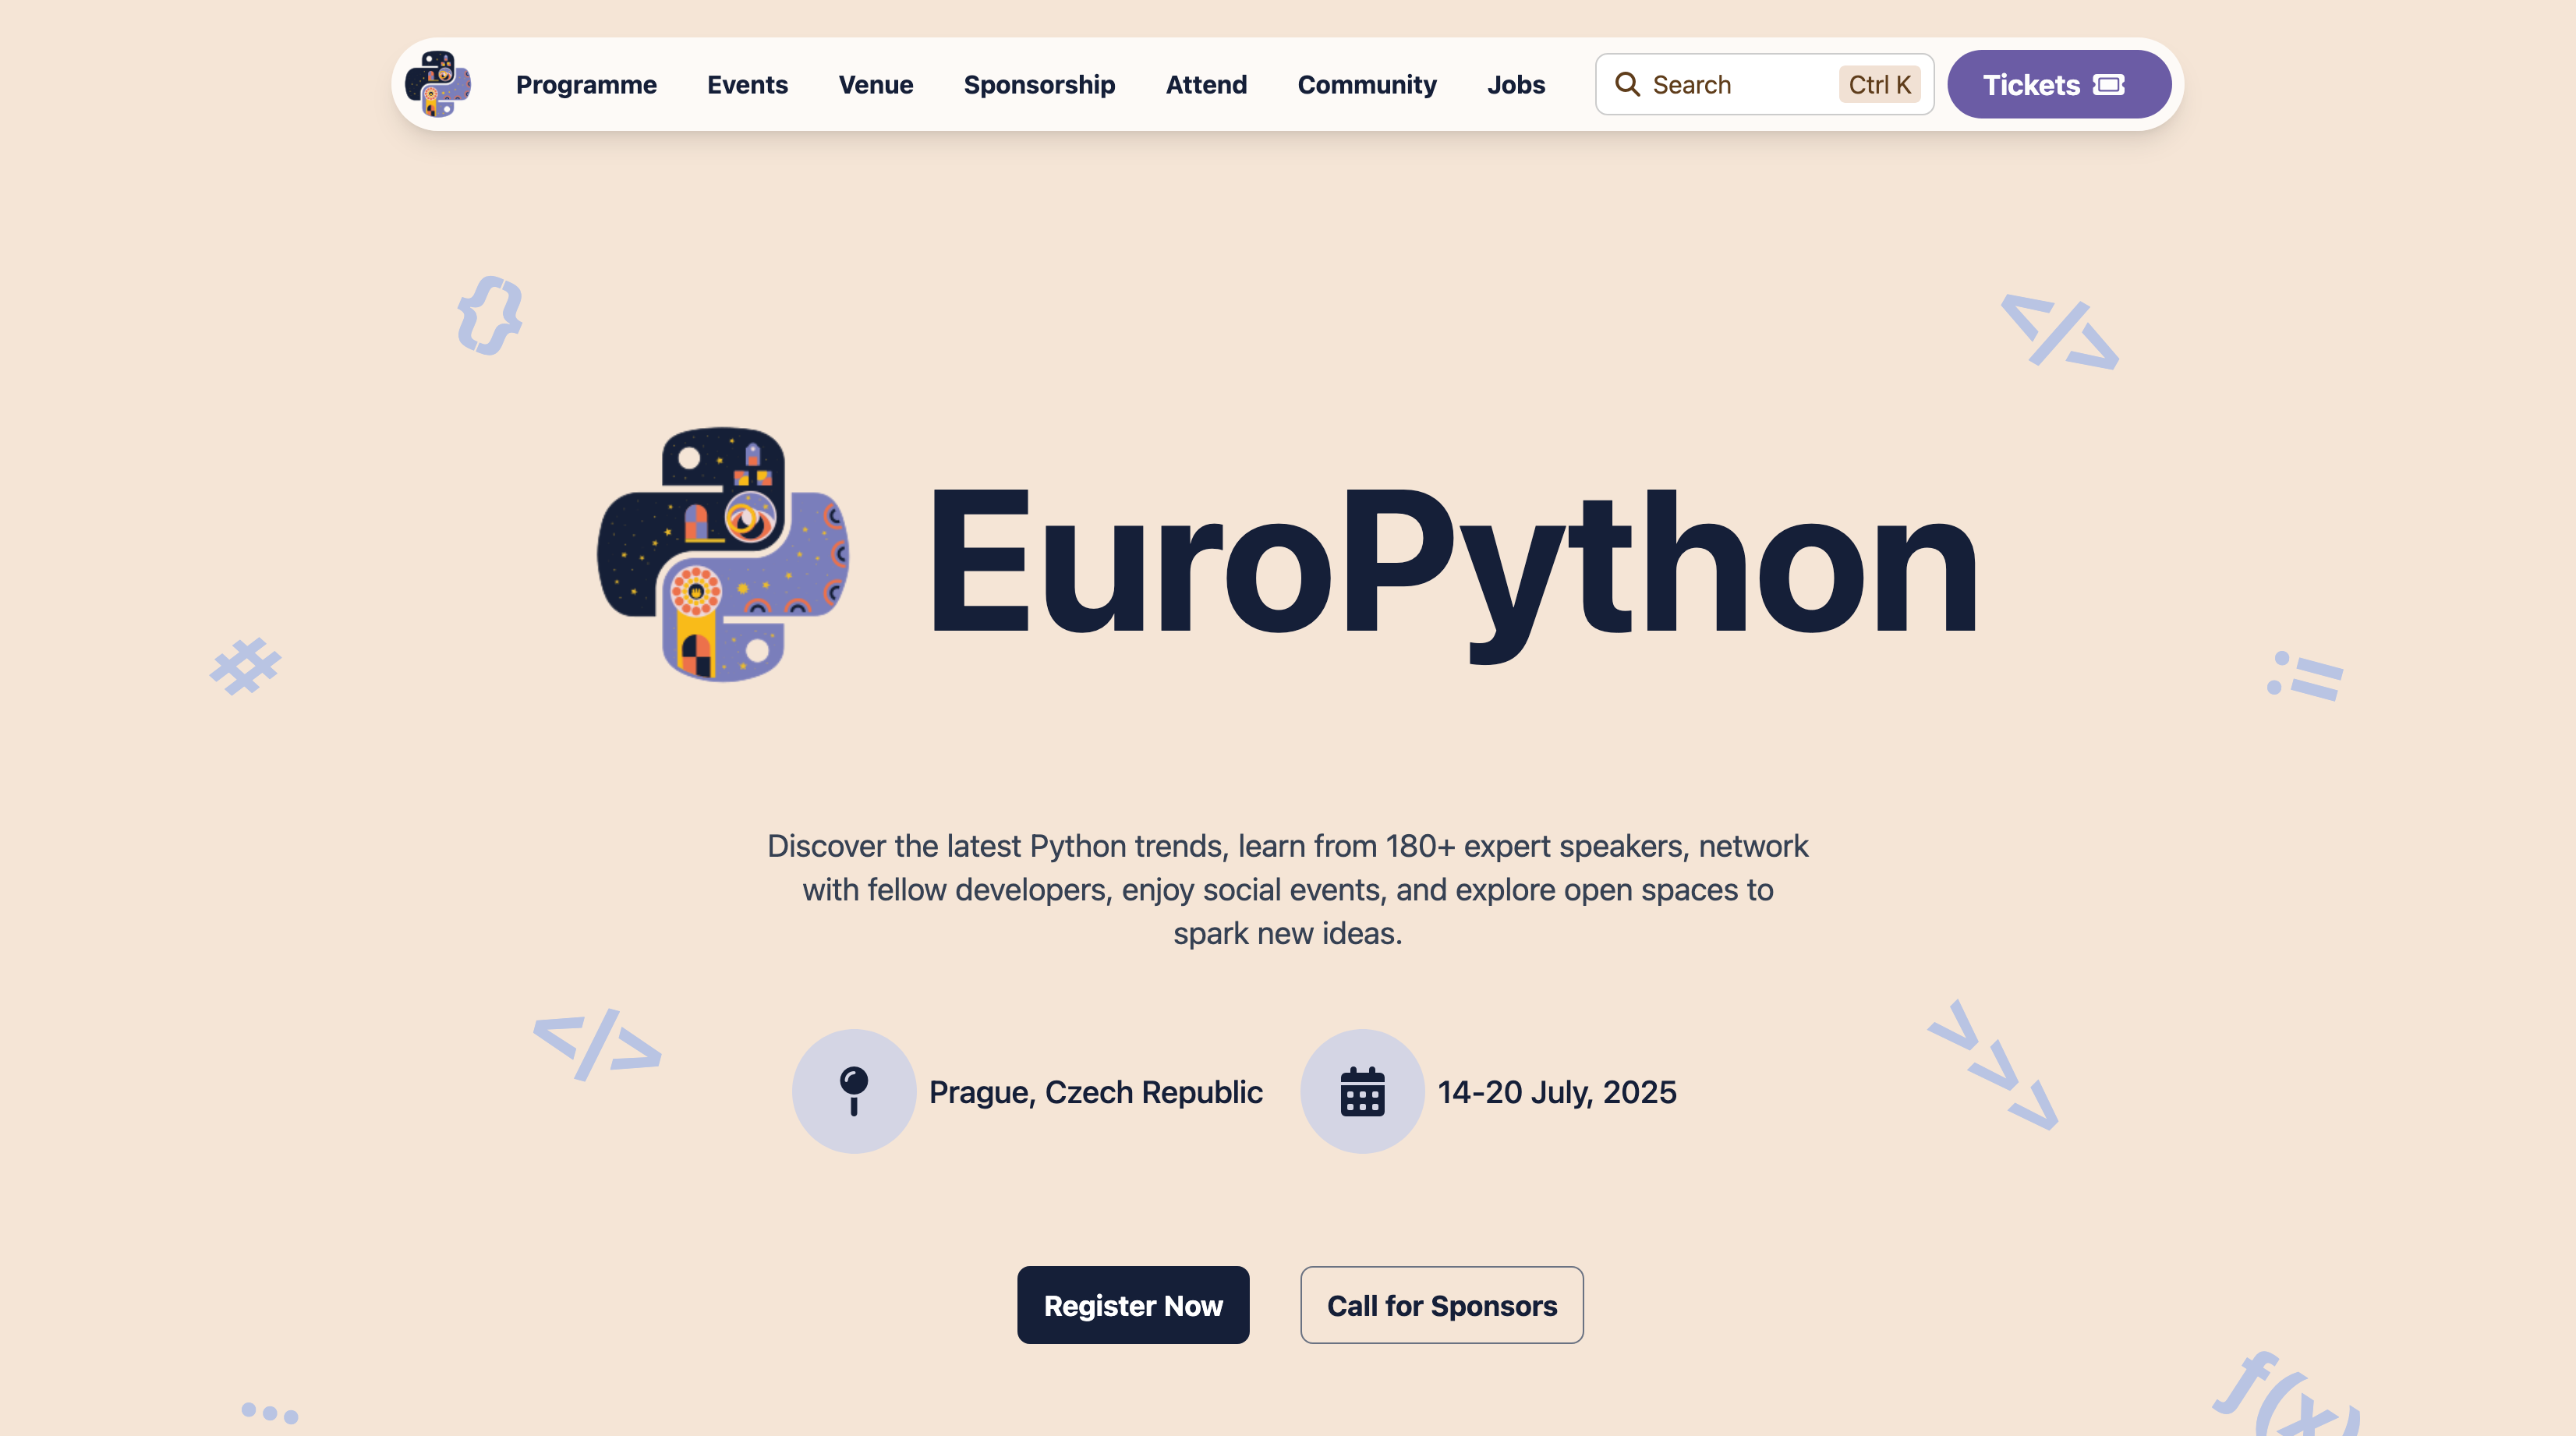 Programme Events Venue Sponsorship Attend Community Jobs Search Ctrl K Tickets
{}
</>
EuroPython
#
:=
Discover the latest Python trends, learn from 180+ expert speakers, network
with fellow developers, enjoy social events, and explore open spaces to
spark new ideas.
</>
>>>
Prague, Czech Republic
14-20 July, 2025
Register Now
Call for Sponsors
...
f(x)